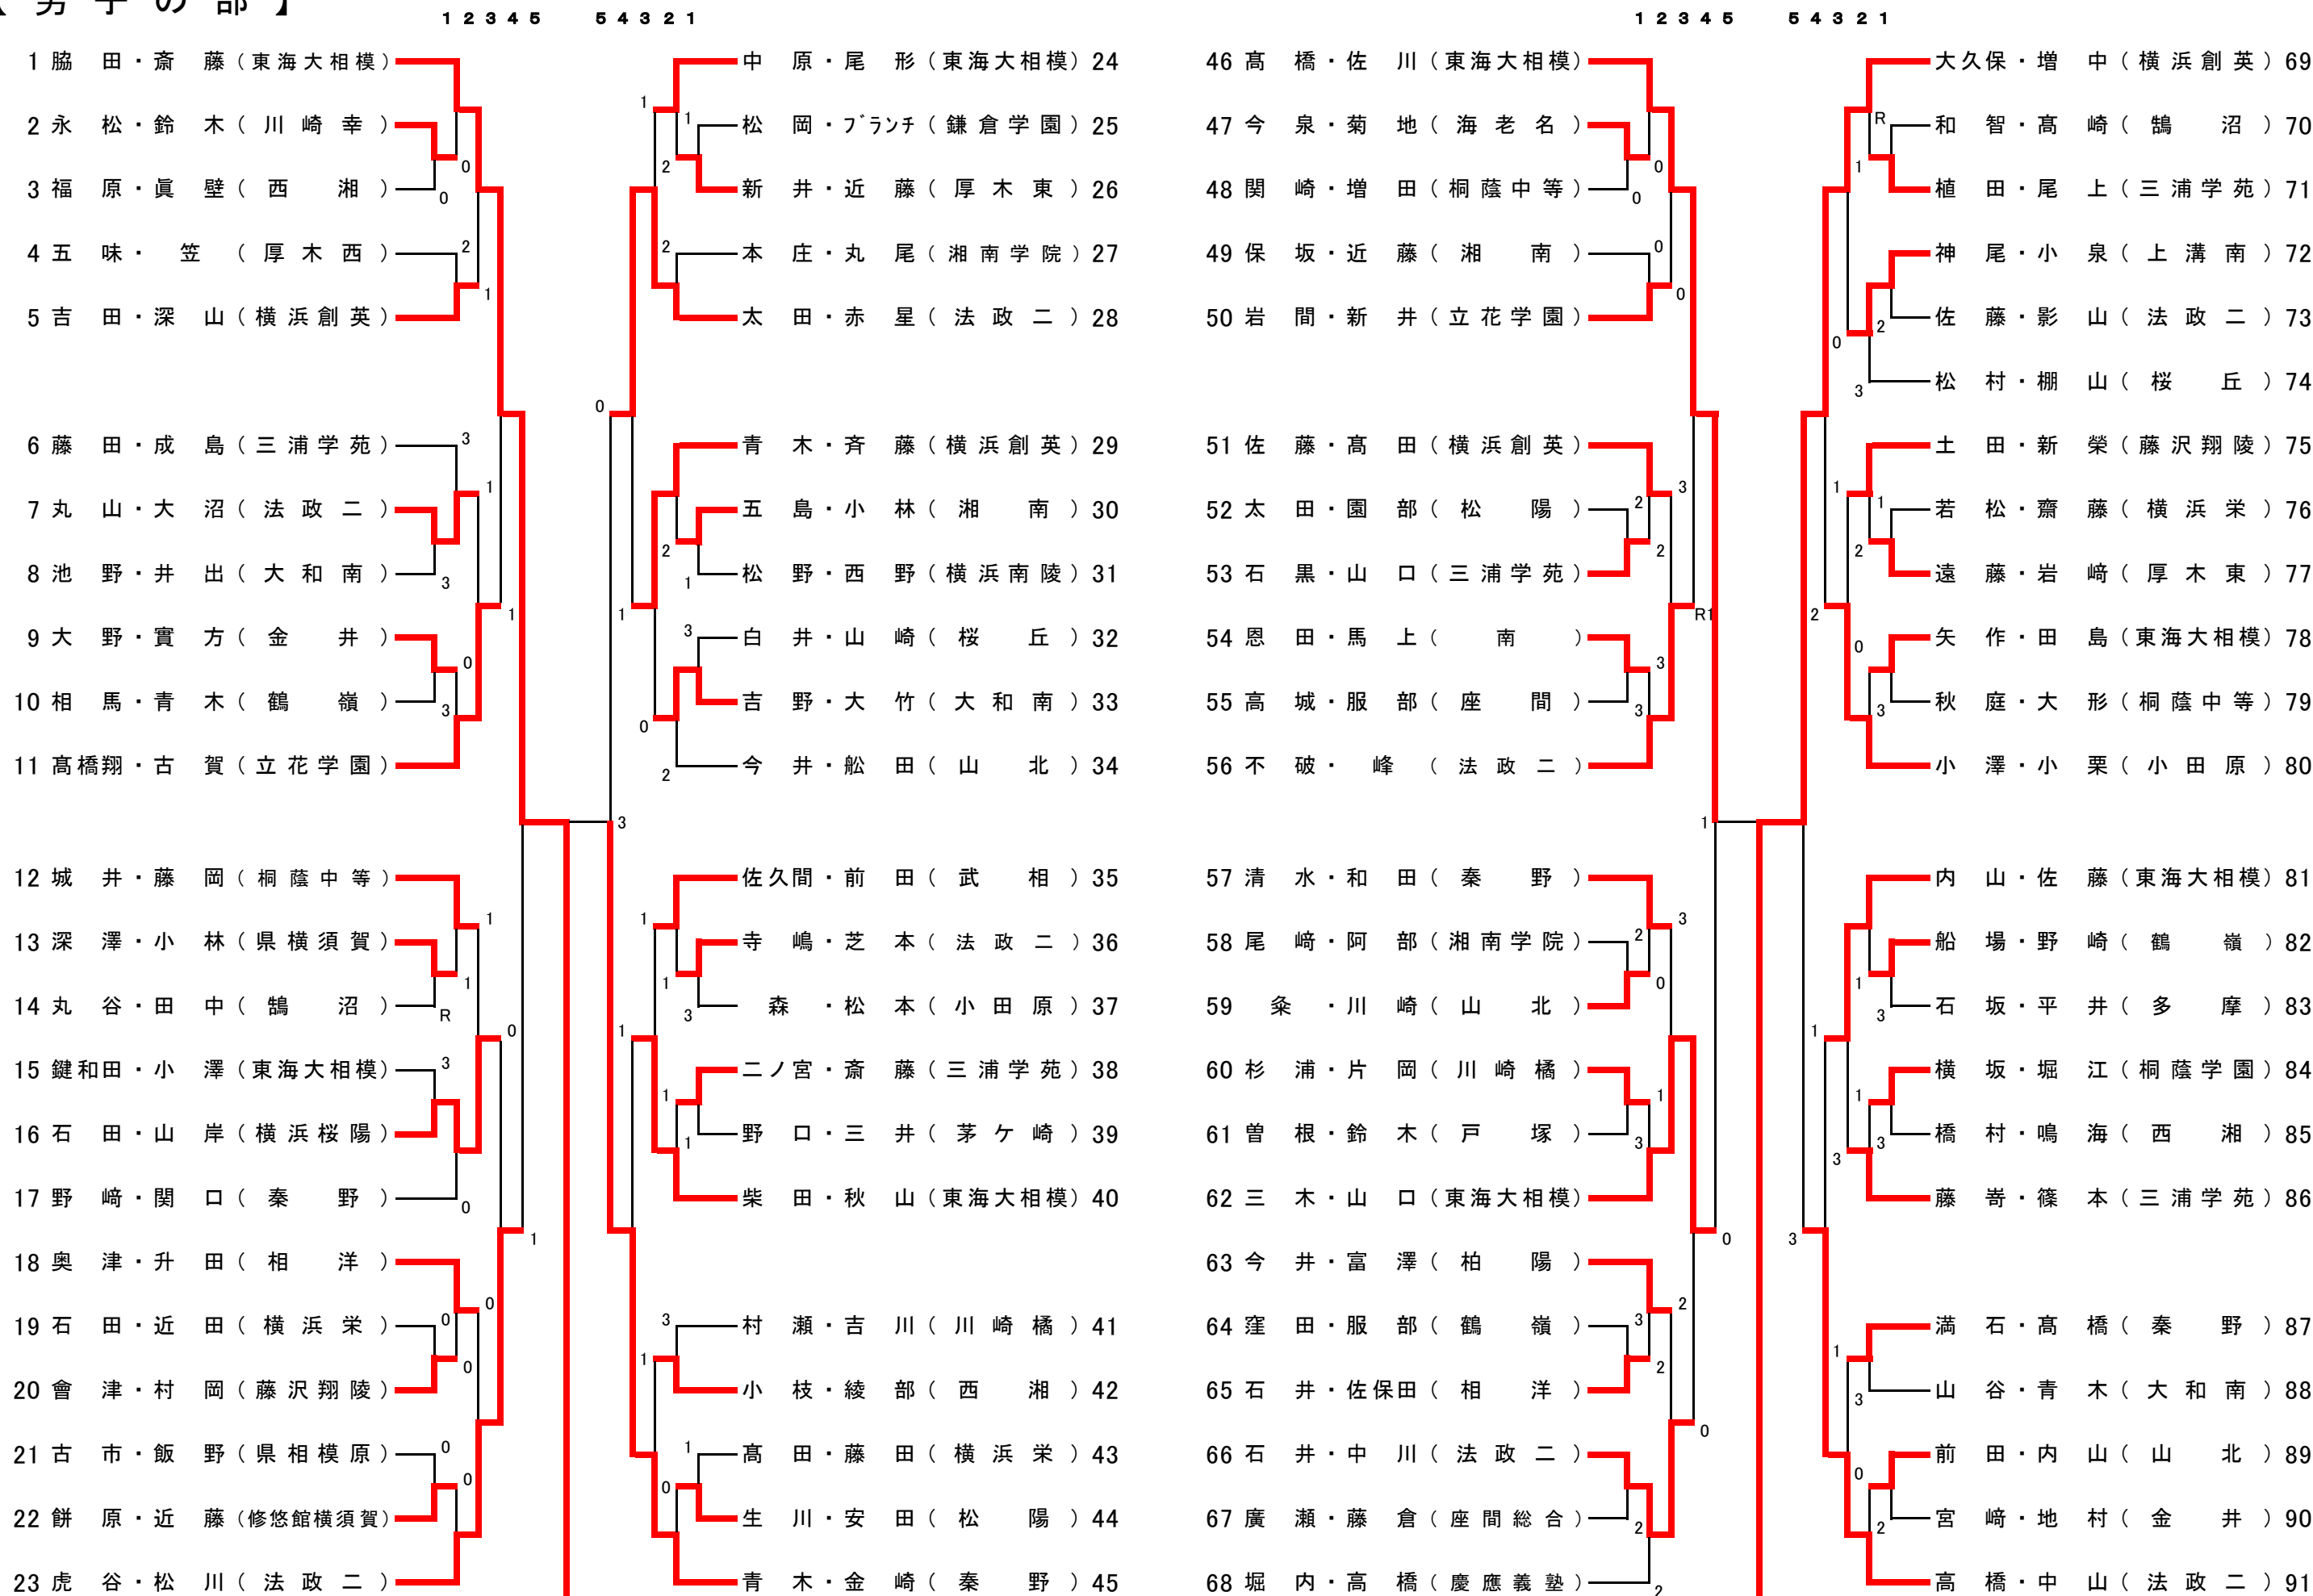 【 男 子 の 部 】
1 2 3 4 5
5 4 3 2 1
1 2 3 4 5
5 4 3 2 1
1 脇 田・斎 藤(東海大相模)
2 永 松・鈴 木( 川 崎 幸 )
3 福 原・眞 壁( 西 湘 )
4 五 味・ 笠 ( 厚 木 西 )
5 吉 田・深 山( 横 浜 創 英 )
6 藤 田・成 島( 三 浦 学 苑 )
7 丸 山・大 沼( 法 政 二 )
8 池 野・井 出( 大 和 南 )
9 大 野・實 方( 金 井 )
10 相 馬・青 木( 鶴 嶺 )
11 髙橋翔・古 賀( 立 花 学 園 )
12 城 井・藤 岡( 桐 蔭 中 等 )
13 深 澤・小 林( 県 横 須 賀 )
14 丸 谷・田 中( 鵠 沼 )
15 鍵和田・小 澤(東海大相模)
16 石 田・山 岸( 横 浜 桜 陽 )
17 野 﨑・関 口( 秦 野 )
18 奥 津・升 田( 相 洋 )
19 石 田・近 田( 横 浜 栄 )
20 會 津・村 岡( 藤 沢 翔 陵 )
21 古 市・飯 野( 県 相 模 原 )
22 餅 原・近 藤(修悠館横須賀)
23 虎 谷・松 川( 法 政 二 )
中 原・尾 形(東海大相模) 24
松 岡・ブランチ( 鎌 倉 学 園 ) 25
新 井・近 藤( 厚 木 東 ) 26
本 庄・丸 尾( 湘 南 学 院 ) 27
太 田・赤 星( 法 政 二 ) 28
青 木・斉 藤( 横 浜 創 英 ) 29
五 島・小 林( 湘 南 ) 30
松 野・西 野( 横 浜 南 陵 ) 31
白 井・山 崎( 桜 丘 ) 32
吉 野・大 竹( 大 和 南 ) 33
今 井・舩 田( 山 北 ) 34
佐久間・前 田( 武 相 ) 35
寺 嶋・芝 本( 法 政 二 ) 36
森 ・松 本( 小 田 原 ) 37
二ノ宮・斎 藤( 三 浦 学 苑 ) 38
野 口・三 井( 茅 ケ 崎 ) 39
柴 田・秋 山(東海大相模) 40
村 瀬・吉 川( 川 崎 橘 ) 41
小 枝・綾 部( 西 湘 ) 42
髙 田・藤 田( 横 浜 栄 ) 43
生 川・安 田( 松 陽 ) 44
青 木・金 崎( 秦 野 ) 45
46 髙 橋・佐 川(東海大相模)
47 今 泉・菊 地( 海 老 名 )
48 関 崎・増 田( 桐 蔭 中 等 )
49 保 坂・近 藤( 湘 南 )
50 岩 間・新 井( 立 花 学 園 )
51 佐 藤・髙 田( 横 浜 創 英 )
52 太 田・園 部( 松 陽 )
53 石 黒・山 口( 三 浦 学 苑 )
54 恩 田・馬 上( 南 )
55 高 城・服 部( 座 間 )
56 不 破・ 峰 ( 法 政 二 )
57 清 水・和 田( 秦 野 )
58 尾 﨑・阿 部( 湘 南 学 院 )
59 粂 ・川 崎( 山 北 )
60 杉 浦・片 岡( 川 崎 橘 )
61 曽 根・鈴 木( 戸 塚 )
62 三 木・山 口(東海大相模)
63 今 井・富 澤( 柏 陽 )
64 窪 田・服 部( 鶴 嶺 )
65 石 井・佐保田( 相 洋 )
66 石 井・中 川( 法 政 二 )
67 廣 瀬・藤 倉( 座 間 総 合 )
68 堀 内・高 橋( 慶 應 義 塾 )
大久保・増 中( 横 浜 創 英 ) 69
和 智・髙 崎( 鵠 沼 ) 70
植 田・尾 上( 三 浦 学 苑 ) 71
神 尾・小 泉( 上 溝 南 ) 72
佐 藤・影 山( 法 政 二 ) 73
松 村・棚 山( 桜 丘 ) 74
土 田・新 榮( 藤 沢 翔 陵 ) 75
若 松・齋 藤( 横 浜 栄 ) 76
遠 藤・岩 﨑( 厚 木 東 ) 77
矢 作・田 島(東海大相模) 78
秋 庭・大 形( 桐 蔭 中 等 ) 79
小 澤・小 栗( 小 田 原 ) 80
内 山・佐 藤(東海大相模) 81
船 場・野 崎( 鶴 嶺 ) 82
石 坂・平 井( 多 摩 ) 83
横 坂・堀 江( 桐 蔭 学 園 ) 84
橋 村・鳴 海( 西 湘 ) 85
藤 嵜・篠 本( 三 浦 学 苑 ) 86
満 石・髙 橋( 秦 野 ) 87
山 谷・青 木( 大 和 南 ) 88
前 田・内 山( 山 北 ) 89
宮 﨑・地 村( 金 井 ) 90
高 橋・中 山( 法 政 二 ) 91